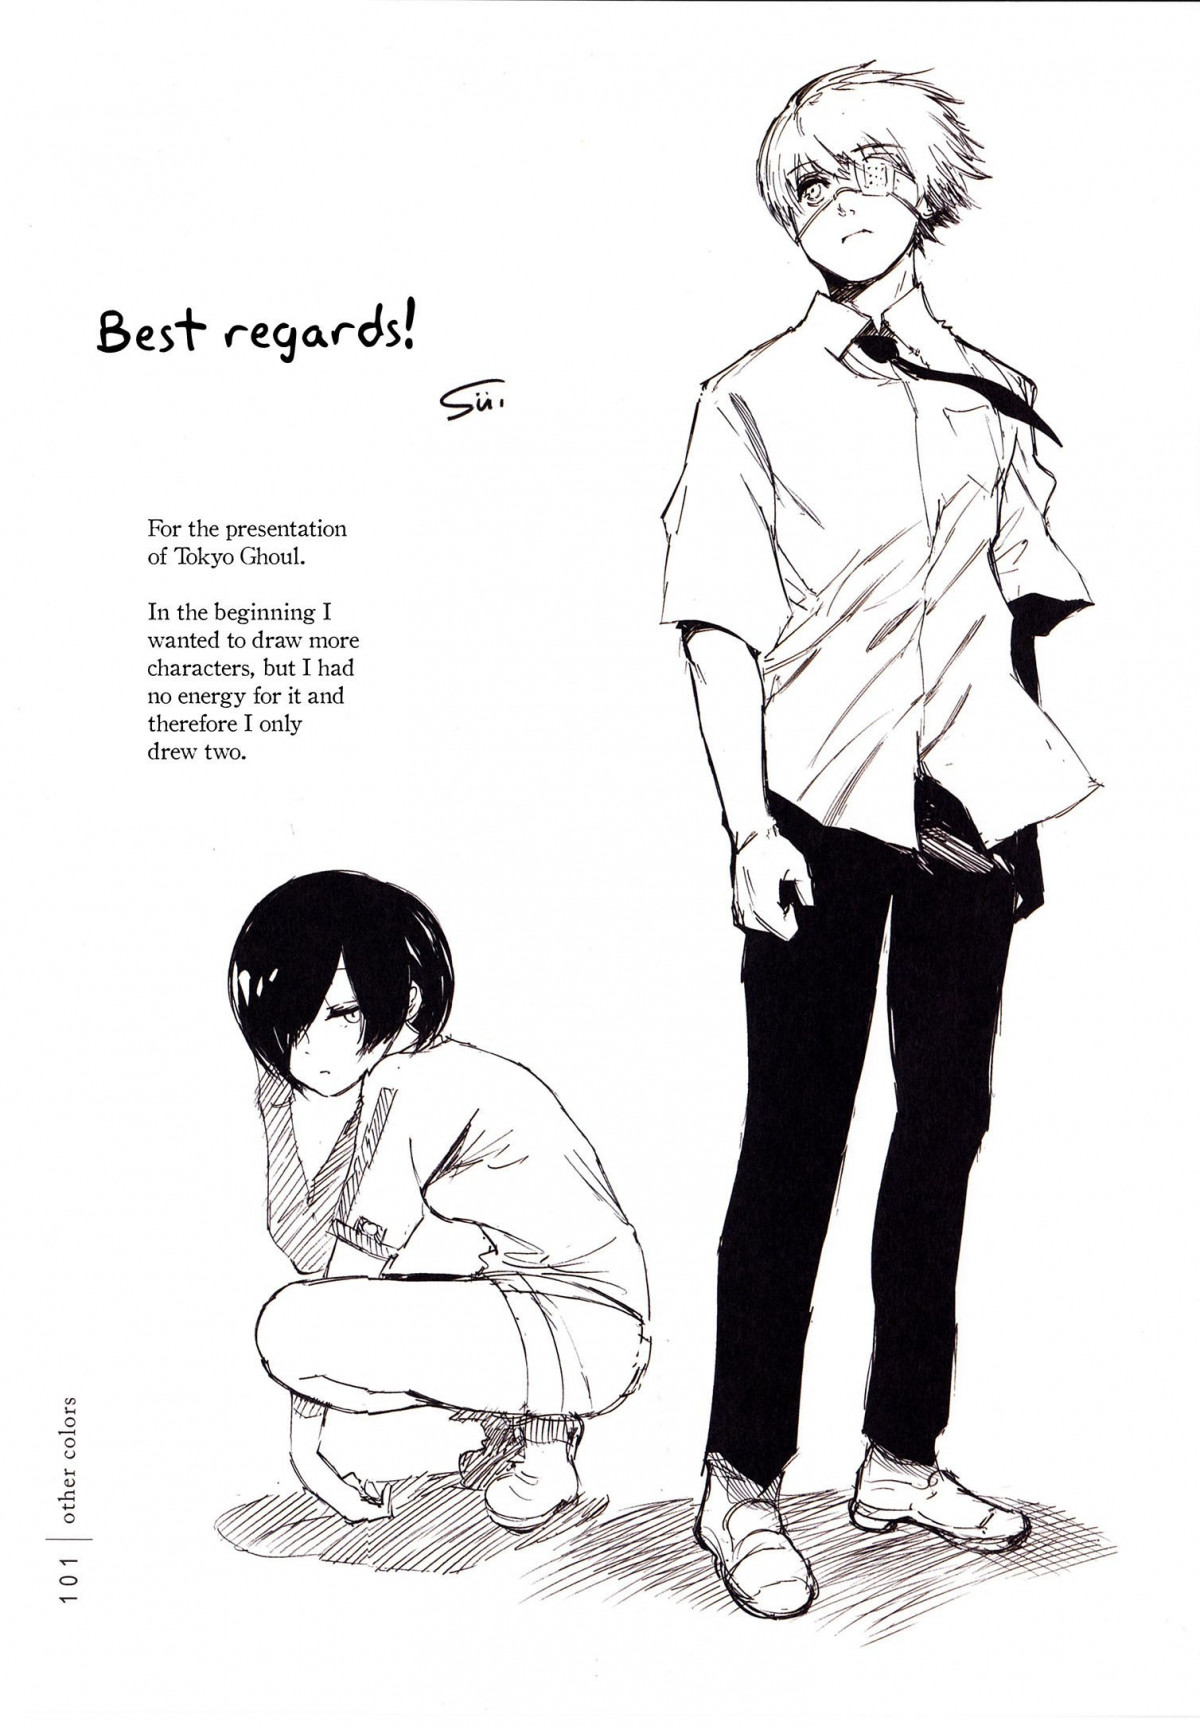 Best regards!
Süi
For the presentation
of Tokyo Ghoul.
In the beginning I
wanted to draw more
characters, but I had
no energy for it and
therefore I only
drew two.
101 | other colors